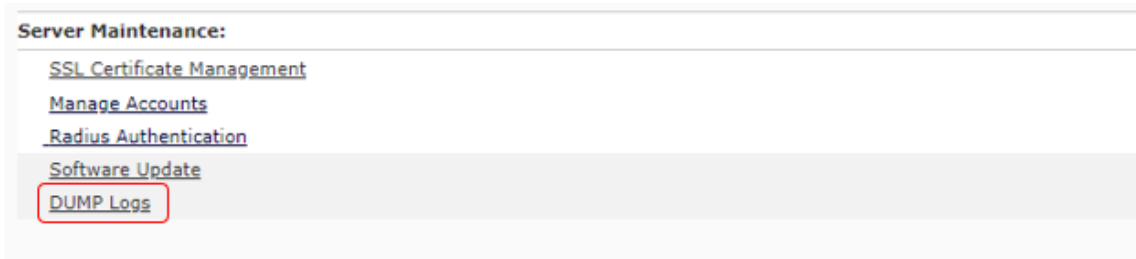 Server Maintenance:
SSL Certificate Management
Manage Accounts
Radius Authentication
Software Update
DUMP Logs